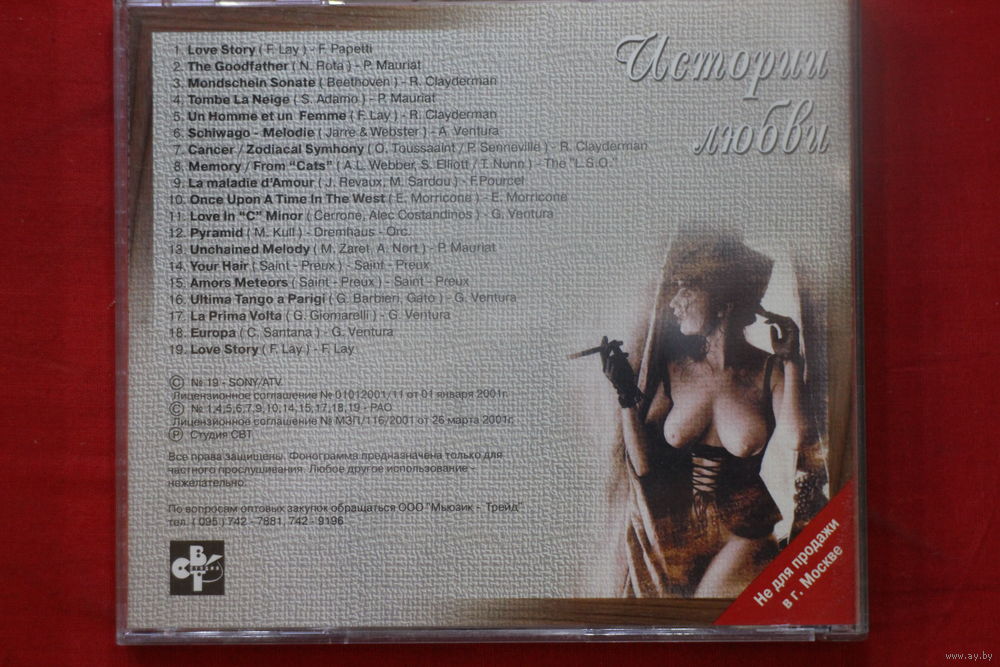 Истории
любви
1. Love Story ( F. Lay ) - F. Papetti
2. The Goodfather ( N. Rota ) - P. Mauriat
3. Mondschein Sonate ( Beethoven ) - R. Clayderman
4. Tombe La Neige ( S. Adamo ) - P. Mauriat
5. Un Homme et un Femme ( F. Lay ) - R. Clayderman
6. Schiwago - Melodie ( Jarre & Webster ) - A. Ventura
7. Cancer / Zodiacal Symhony ( O. Toussaint / P. Senneville ) - R. Clayderman
8. Memory / From "Cats" ( A.L. Webber, S. Elliott / T. Nunn ) - The "L.S.O."
9. La maladie d'Amour ( J. Revaux, M. Sardou ) - F.Pourcel
10. Once Upon A Time In The West ( E. Morricone ) - E. Morricone
11. Love In "C" Minor ( Cerrone, Alec Costandinos ) - G. Ventura
12. Pyramid ( M. Kull ) - Dremhaus - Orc.
13. Unchained Melody ( M. Zaret, A. Nort ) - P. Mauriat
14. Your Hair ( Saint - Preux ) - Saint - Preux
15. Amors Meteors ( Saint - Preux ) - Saint - Preux
16. Ultima Tango a Parigi ( G. Barbieri, Gato ) - G. Ventura
17. La Prima Volta ( G. Giomarelli ) - G. Ventura
18. Europa ( C. Santana ) - G. Ventura
19. Love Story ( F. Lay ) - F. Lay
© № 19 - SONY/ATV.
Лицензионное соглашение № 01012001/11 от 01 января 2001г.
© № 1,4,5,6,7,9,10,14,15,17,18,19 - РАО
Лицензионное соглашение № МЗП/116/2001 от 26 марта 2001г.
℗ Студия СВТ
Все права защищены. Фонограмма предназначена только для
частного прослушивания. Любое другое использование -
нежелательно.
По вопросам оптовых закупок обращаться ООО "Мьюзик - Трейд"
тел. ( 095 ) 742 - 7881, 742 - 9196
СВТ
студия
Не для продажи
в г. Москве
www.ay.by